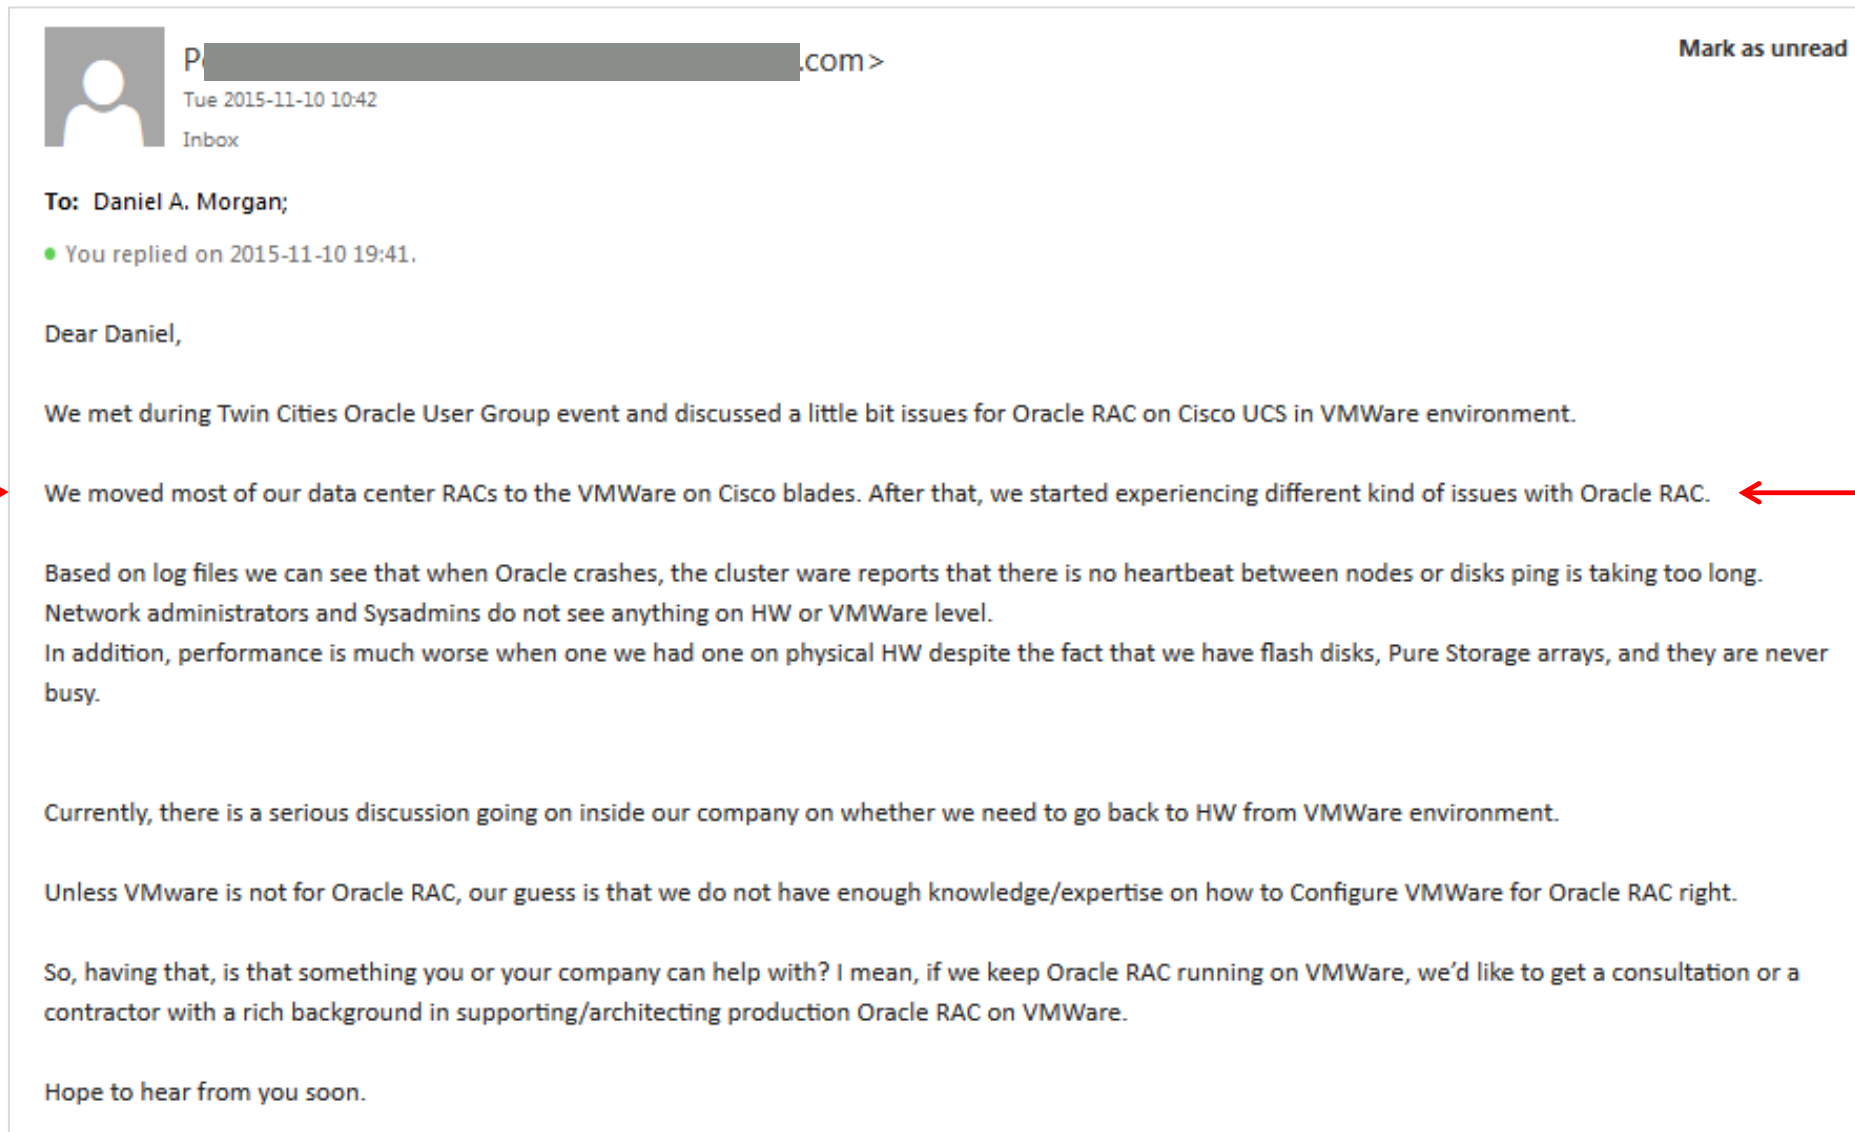 .com>
Mark as unread
Tue 2015-11-10 10:42
Inbox
To: Daniel A. Morgan;
You replied on 2015-11-10 19:41.
Dear Daniel,
We met during Twin Cities Oracle User Group event and discussed a little bit issues for Oracle RAC on Cisco UCS in VMWare environment.
We moved most of our data center RACs to the VMWare on Cisco blades. After that, we started experiencing different kind of issues with Oracle RAC.
Based on log files we can see that when Oracle crashes, the cluster ware reports that there is no heartbeat between nodes or disks ping is taking too long.
Network administrators and Sysadmins do not see anything on HW or VMWare level.
In addition, performance is much worse when one we had one on physical HW despite the fact that we have flash disks, Pure Storage arrays, and they are never
busy.
Currently, there is a serious discussion going on inside our company on whether we need to go back to HW from VMWare environment.
Unless VMware is not for Oracle RAC, our guess is that we do not have enough knowledge/expertise on how to Configure VMWare for Oracle RAC right.
So, having that, is that something you or your company can help with? I mean, if we keep Oracle RAC running on VMWare, we'd like to get a consultation or a
contractor with a rich background in supporting/architecting production Oracle RAC on VMWare.
Hope to hear from you soon.